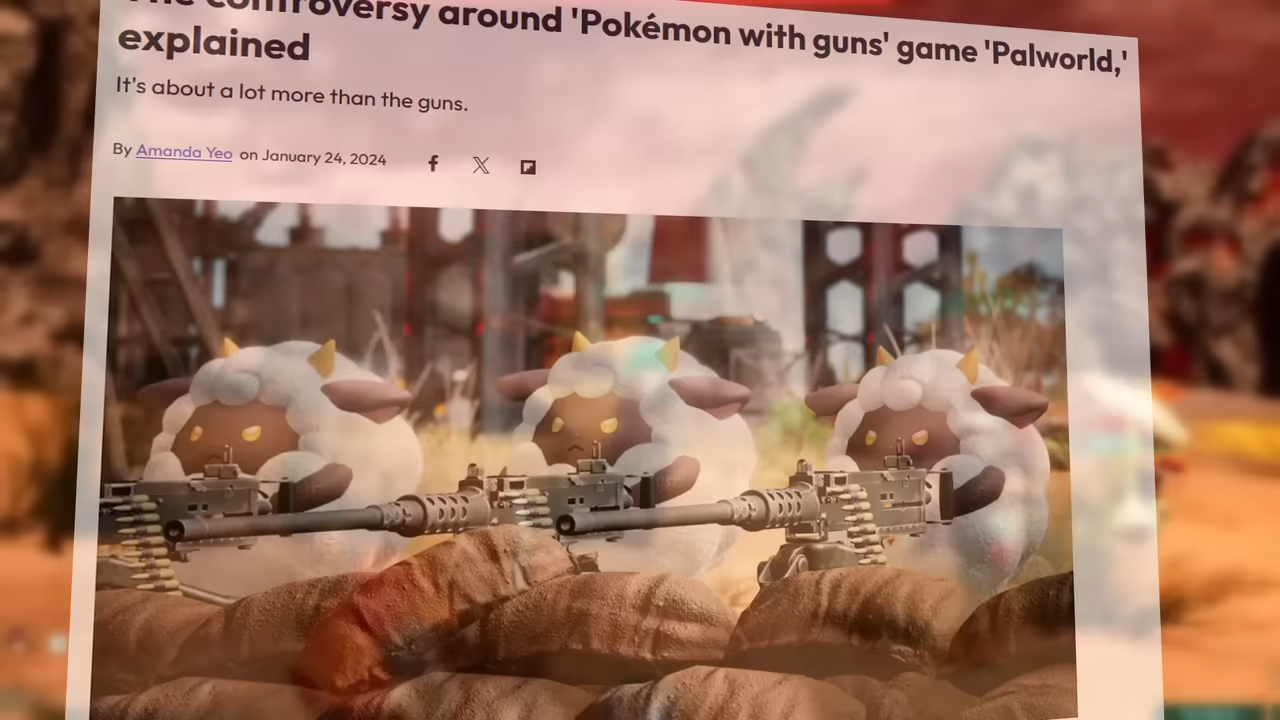 The controversy around 'Pokémon with guns' game 'Palworld,'
explained
It's about a lot more than the guns.
By Amanda Yeo on January 24, 2024